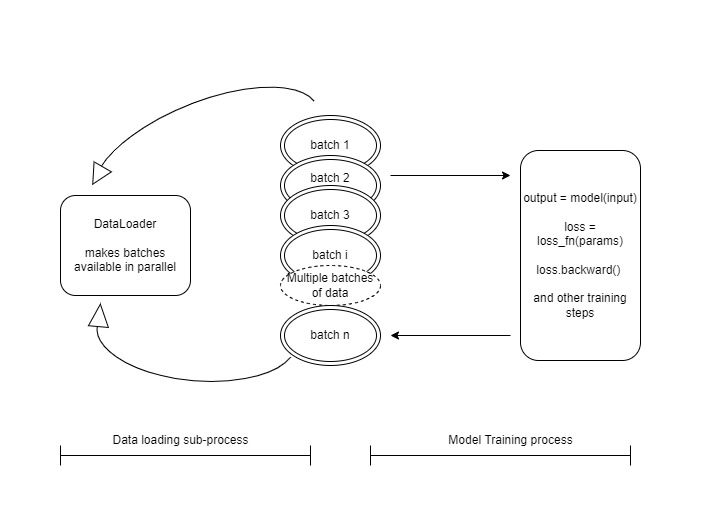 batch 1
batch 2
batch 3
batch i
Multiple batches
of data
batch n
DataLoader
makes batches
available in parallel
output = model(input)
loss =
loss_fn(params)
loss.backward()
and other training
steps
Data loading sub-process
Model Training process